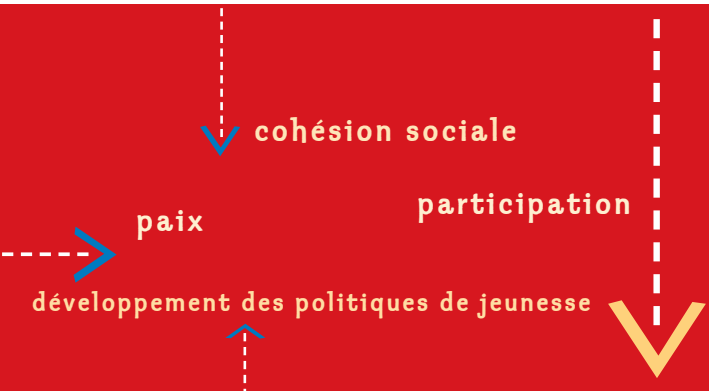 cohésion sociale
participation
paix
développement des politiques de jeunesse